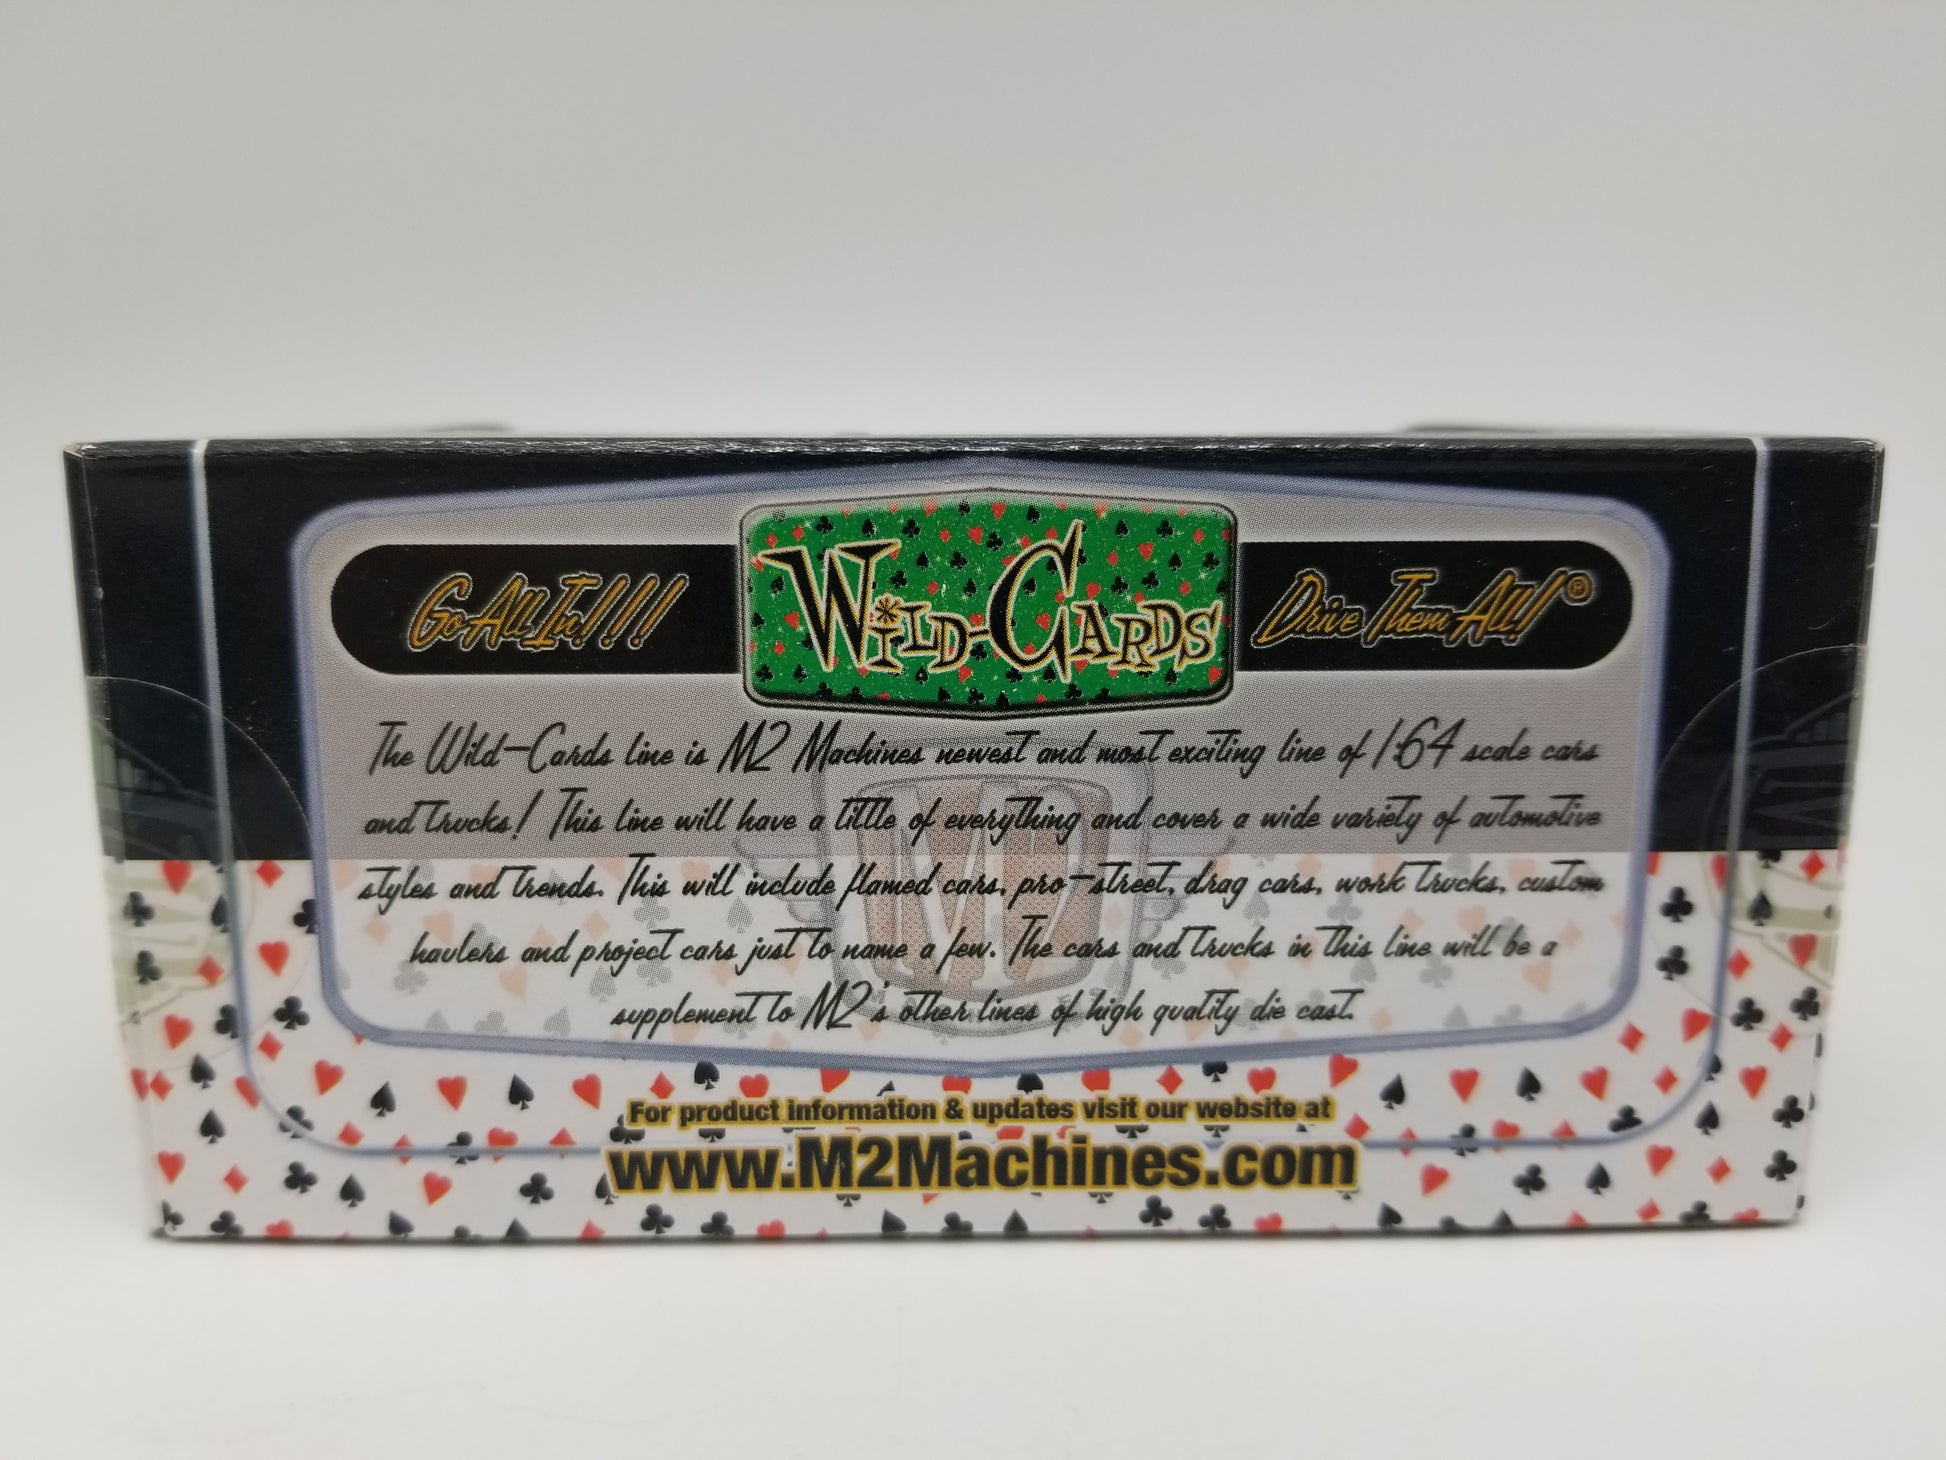 Go All In!!!!
Wild-Cards
Drive Them All!®
The Wild-Cards line is M2 Machines newest and most exciting line of 1:64 scale cars
and trucks! This line will have a little of everything and cover a wide variety of automotive
styles and trends. This will include flamed cars, pro-street, drag cars, work trucks, custom
haulers and project cars just to name a few. The cars and trucks in this line will be a
supplement to M2's other lines of high quality die cast.
For product information & updates visit our website at
www.M2Machines.com